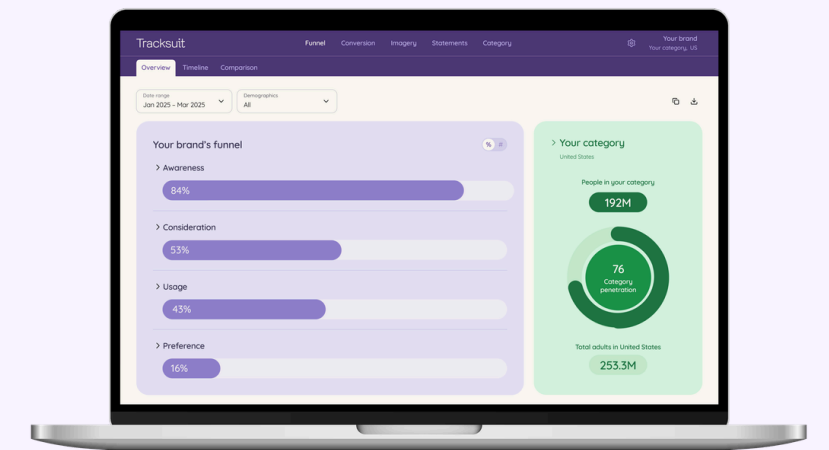 Tracksuit
Funnel
Conversion
Imagery
Statements
Category
Your brand
Your category, US
Overview
Timeline
Comparison
Date range
Jan 2025 - Mar 2025
Demographics
All
Your brand's funnel
% #
Awareness
84%
Consideration
53%
Usage
43%
Preference
16%
Your category
United States
People in your category
192M
76
Category
penetration
Total adults in United States
253.3M